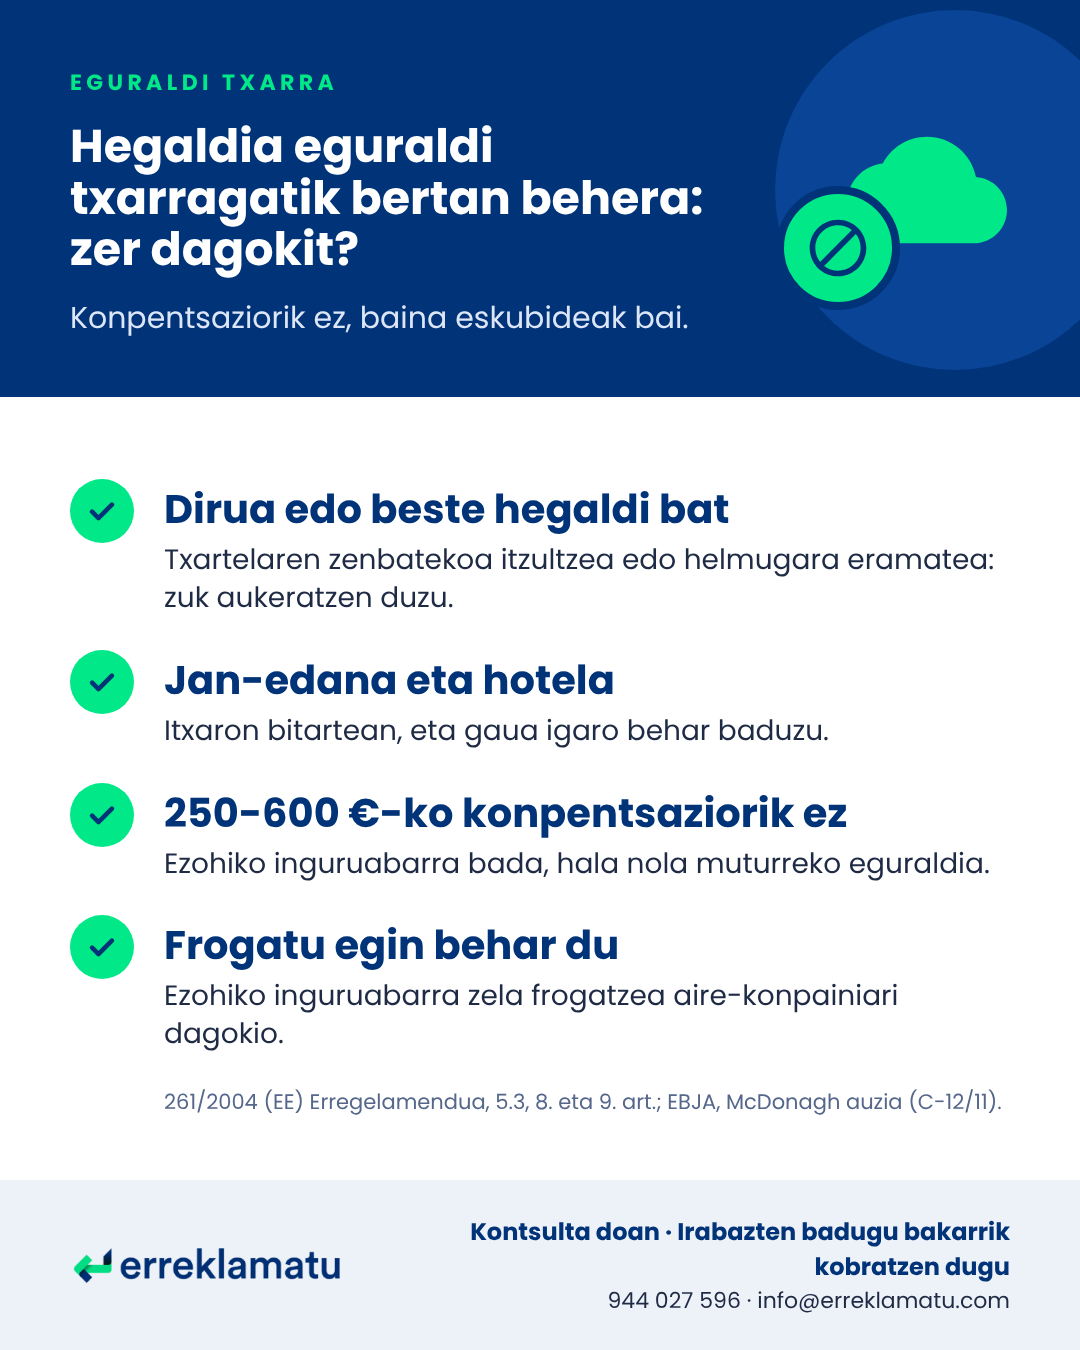 EGURALDI TXARRA
Hegaldia eguraldi
txarragatik bertan behera:
zer dagokit?
Konpentsaziorik ez, baina eskubideak bai.
Dirua edo beste hegaldi bat
Txartelaren zenbatekoa itzultzea edo helmugara eramatea:
zuk aukeratzen duzu.
Jan-edana eta hotela
Itxaron bitartean, eta gaua igaro behar baduzu.
250-600 €-ko konpentsaziorik ez
Ezohiko inguruabarra bada, hala nola muturreko eguraldia.
Frogatu egin behar du
Ezohiko inguruabarra zela frogatzea aire-konpainiari
dagokio.
261/2004 (EE) Erregelamendua, 5.3, 8. eta 9. art.; EBJA, McDonagh auzia (C-12/11).
erreklamatu
Kontsulta doan · Irabazten badugu bakarrik
kobratzen dugu
944 027 596 · info@erreklamatu.com